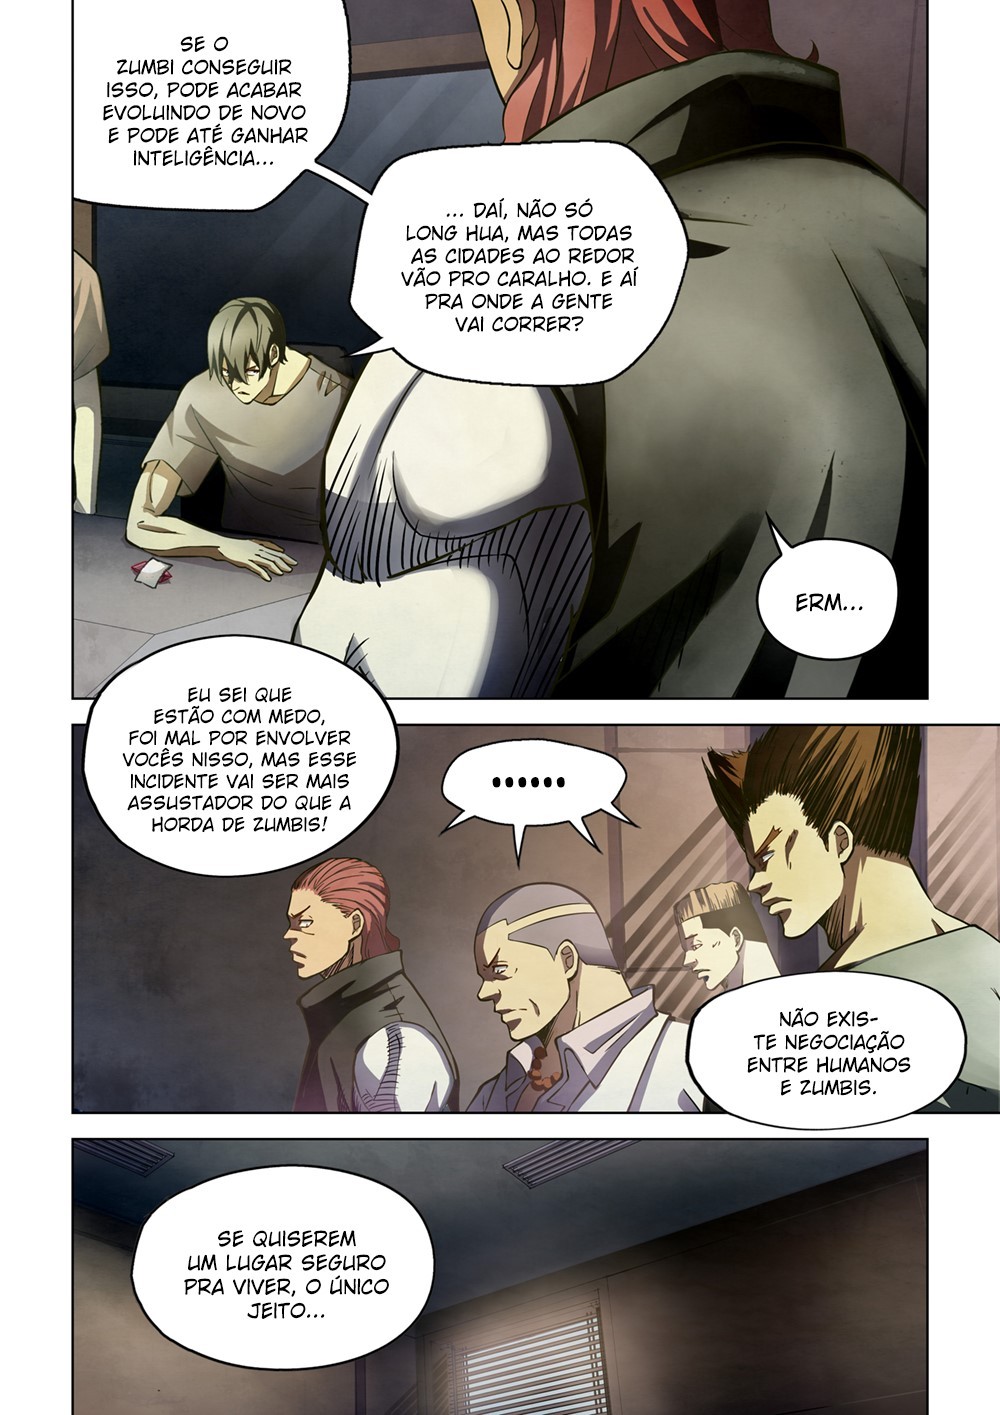 SE O
ZUMBI CONSEGUIR
ISSO, PODE ACABAR
EVOLUINDO DE NOVO
E PODE ATÉ GANHAR
INTELIGÊNCIA...
... DAÍ, NÃO SÓ
LONG HUA, MAS TODAS
AS CIDADES AO REDOR
VÃO PRO CARALHO. E AÍ
PRA ONDE A GENTE
VAI CORRER?
ERM...
EU SEI QUE
ESTÃO COM MEDO,
FOI MAL POR ENVOLVER
VOCÊS NISSO, MAS ESSE
INCIDENTE VAI SER MAIS
ASSUSTADOR DO QUE A
HORDA DE ZUMBIS!
......
NÃO EXIS-
TE NEGOCIAÇÃO
ENTRE HUMANOS
E ZUMBIS.
SE QUISEREM
UM LUGAR SEGURO
PRA VIVER, O ÚNICO
JEITO...